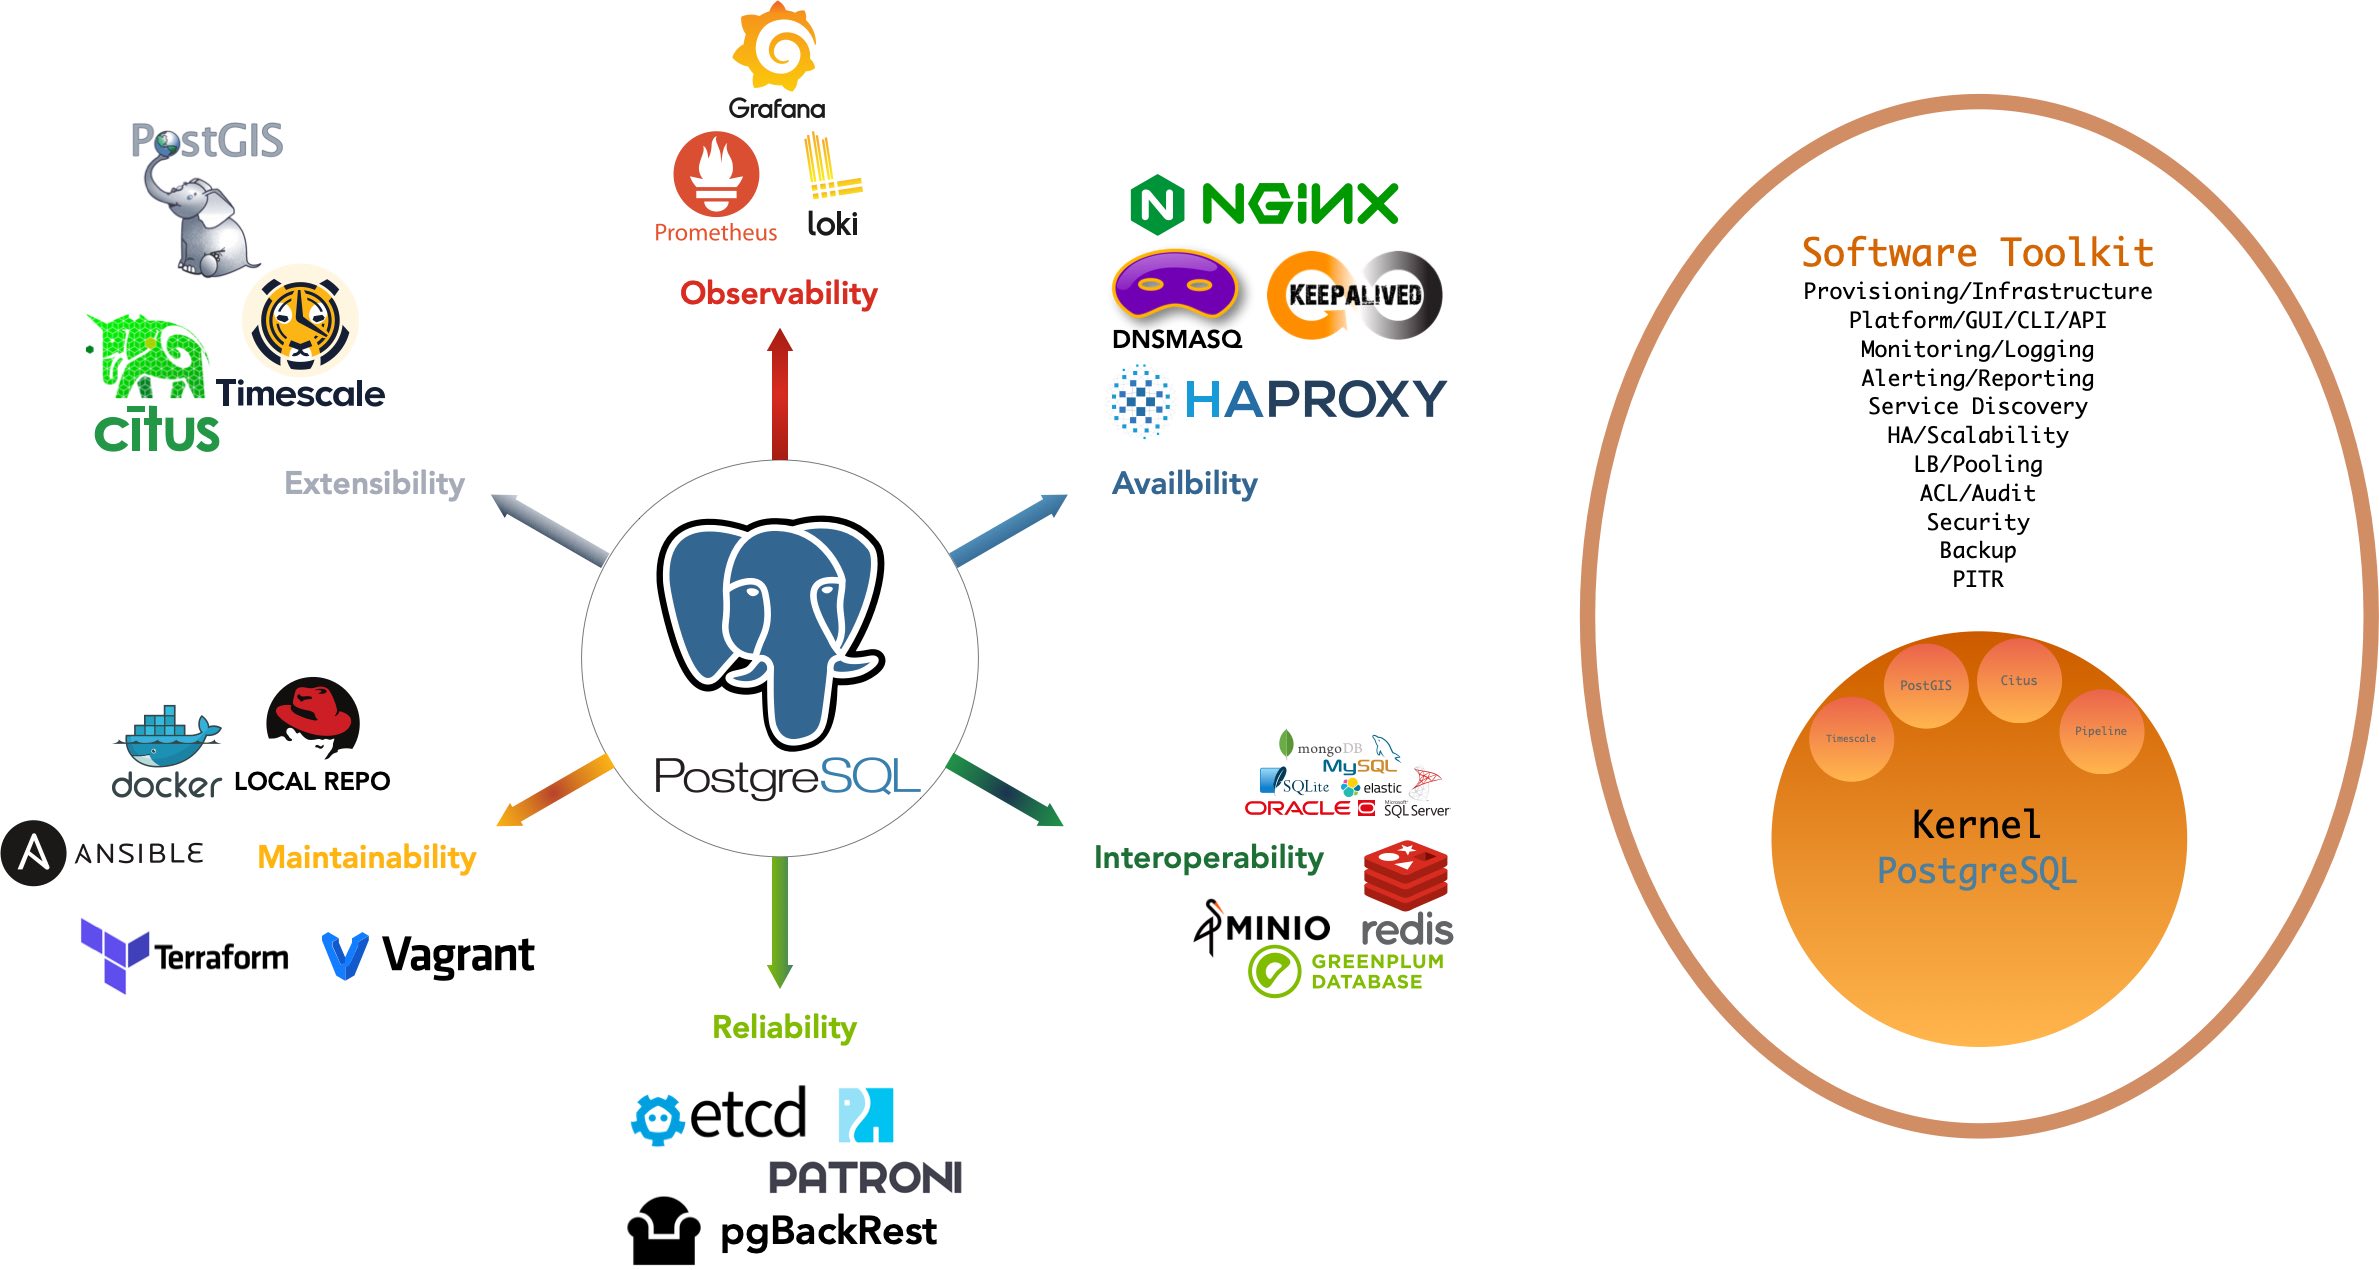 Grafana
Prometheus
loki
Observability
PostGIS
Timescale
citus
Extensibility
NGINX
DNSMASQ
KEEPALIVED
HAPROXY
Availbility
PostgreSQL
docker
LOCAL REPO
ANSIBLE
Maintainability
Terraform
Vagrant
mongoDB
MySQL
SQLite
elastic
ORACLE
Microsoft
SQL Server
Interoperability
redis
MINIO
GREENPLUM
DATABASE
Reliability
etcd
PATRONI
pgBackRest
Software Toolkit
Provisioning/Infrastructure
Platform/GUI/CLI/API
Monitoring/Logging
Alerting/Reporting
Service Discovery
HA/Scalability
LB/Pooling
ACL/Audit
Security
Backup
PITR
Timescale
PostGIS
Citus
Pipeline
Kernel
PostgreSQL